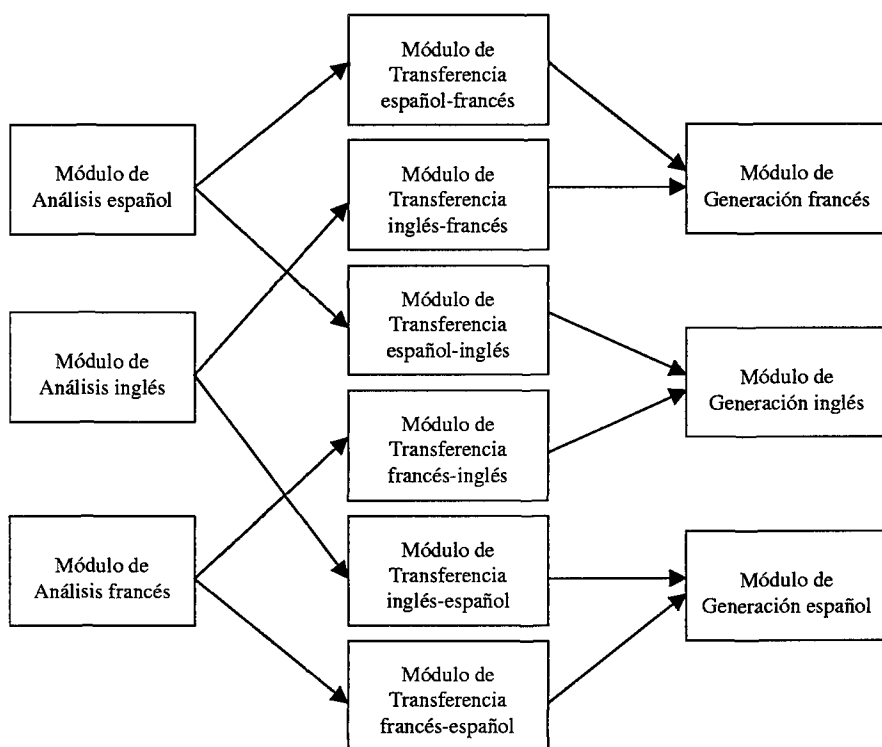 Módulo de
Análisis español
Módulo de
Análisis inglés
Módulo de
Análisis francés
Módulo de
Transferencia
español-francés
Módulo de
Transferencia
inglés-francés
Módulo de
Transferencia
español-inglés
Módulo de
Transferencia
francés-inglés
Módulo de
Transferencia
inglés-español
Módulo de
Transferencia
francés-español
Módulo de
Generación francés
Módulo de
Generación inglés
Módulo de
Generación español